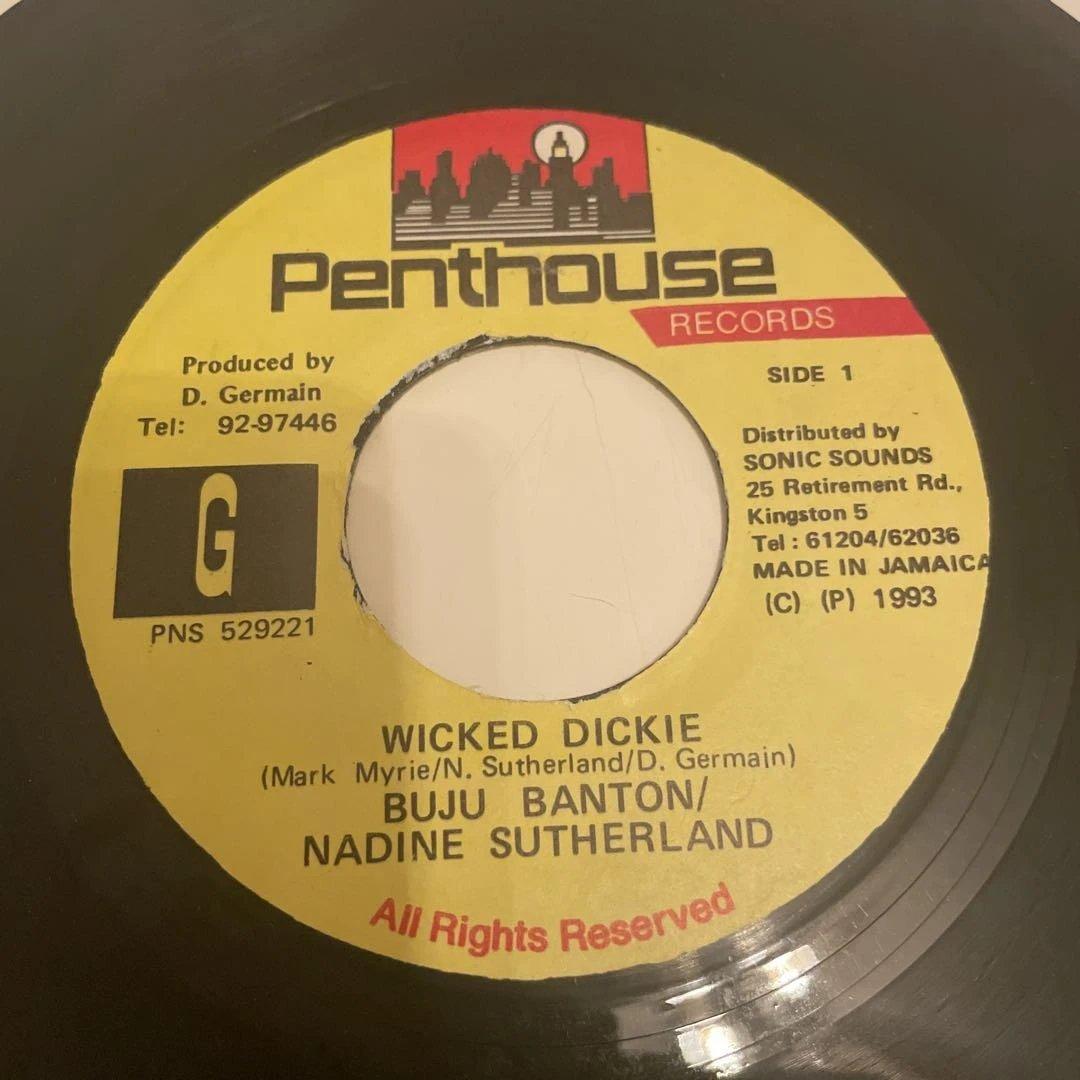 Penthouse
RECORDS
Produced by
D. Germain
Tel: 92-97446
G
PNS 529221
SIDE 1
Distributed by
SONIC SOUNDS
25 Retirement Rd.,
Kingston 5
Tel : 61204/62036
MADE IN JAMAICA
(C) (P) 1993
WICKED DICKIE
(Mark Myrie/N. Sutherland/D. Germain)
BUJU BANTON/
NADINE SUTHERLAND
All Rights Reserved